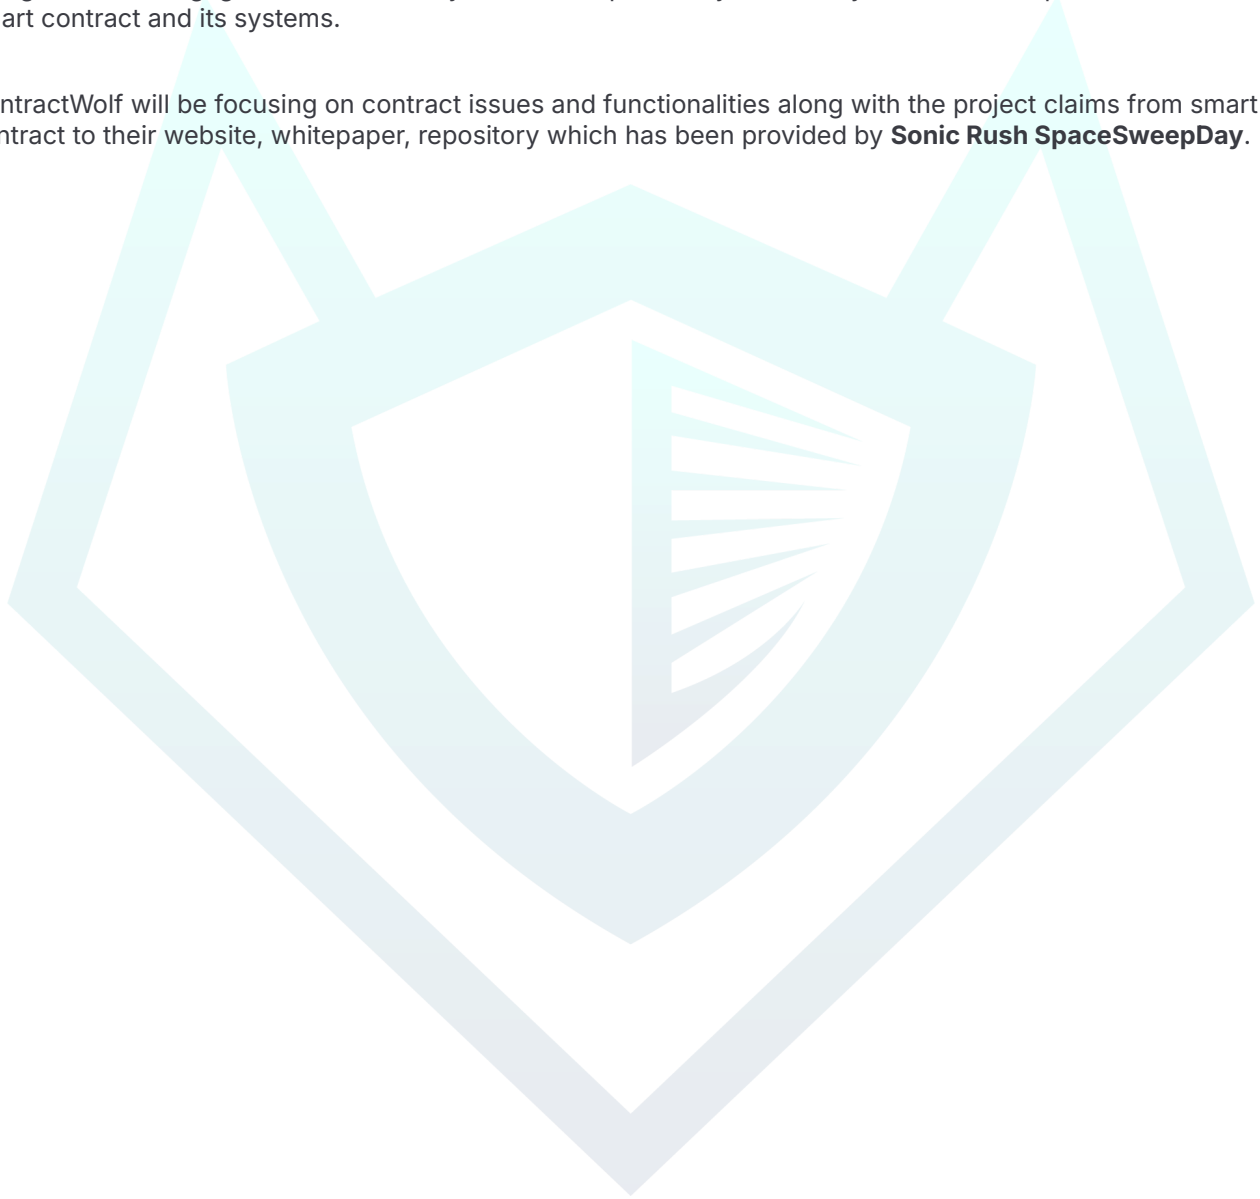 art contract and its systems.
ntractWolf will be focusing on contract issues and functionalities along with the project claims from smart
ntract to their website, whitepaper, repository which has been provided by Sonic Rush SpaceSweepDay.